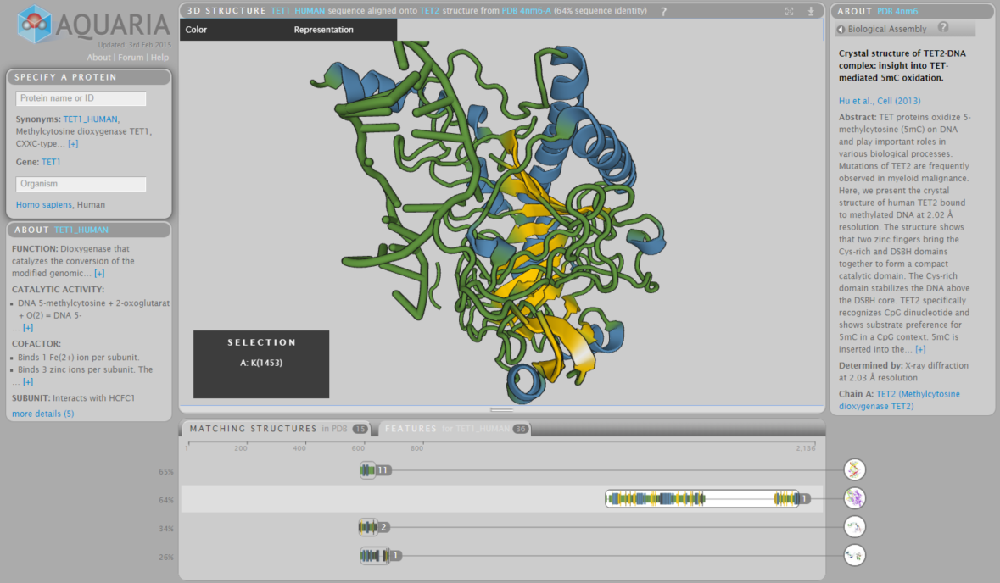 AQUARIA
Updated: 3rd Feb 2015
About | Forum | Help
SPECIFY A PROTEIN
Protein name or ID
Synonyms: TET1_HUMAN,
Methylcytosine dioxygenase TET1,
CXXC-type... [+]
Gene: TET1
Organism
Homo sapiens, Human
ABOUT TET1_HUMAN
FUNCTION: Dioxygenase that
catalyzes the conversion of the
modified genomic... [+]
CATALYTIC ACTIVITY:
DNA 5-methylcytosine + 2-oxoglutarat
+ O(2) = DNA 5-
... [+]
COFACTOR:
Binds 1 Fe(2+) ion per subunit.
Binds 3 zinc ions per subunit. The
... [+]
SUBUNIT: Interacts with HCFC1
more details (5)
3D STRUCTURE TET1_HUMAN sequence aligned onto TET2 structure from PDB 4nm6-A (64% sequence identity) ?
Color Representation
SELECTION
A: K(1453)
MATCHING STRUCTURES in PDB 15
FEATURES for TET1_HUMAN 36
1 200 400 600 800 2,136
65% 11
64% 1
34% 2
26% 1
ABOUT PDB 4nm6
Biological Assembly ?
Crystal structure of TET2-DNA
complex: insight into TET-
mediated 5mC oxidation.
Hu et al., Cell (2013)
Abstract: TET proteins oxidize 5-
methylcytosine (5mC) on DNA
and play important roles in
various biological processes.
Mutations of TET2 are frequently
observed in myeloid malignance.
Here, we present the crystal
structure of human TET2 bound
to methylated DNA at 2.02 Å
resolution. The structure shows
that two zinc fingers bring the
Cys-rich and DSBH domains
together to form a compact
catalytic domain. The Cys-rich
domain stabilizes the DNA above
the DSBH core. TET2 specifically
recognizes CpG dinucleotide and
shows substrate preference for
5mC in a CpG context. 5mC is
inserted into the... [+]
Determined by: X-ray diffraction
at 2.03 Å resolution
Chain A: TET2 (Methylcytosine
dioxygenase TET2)